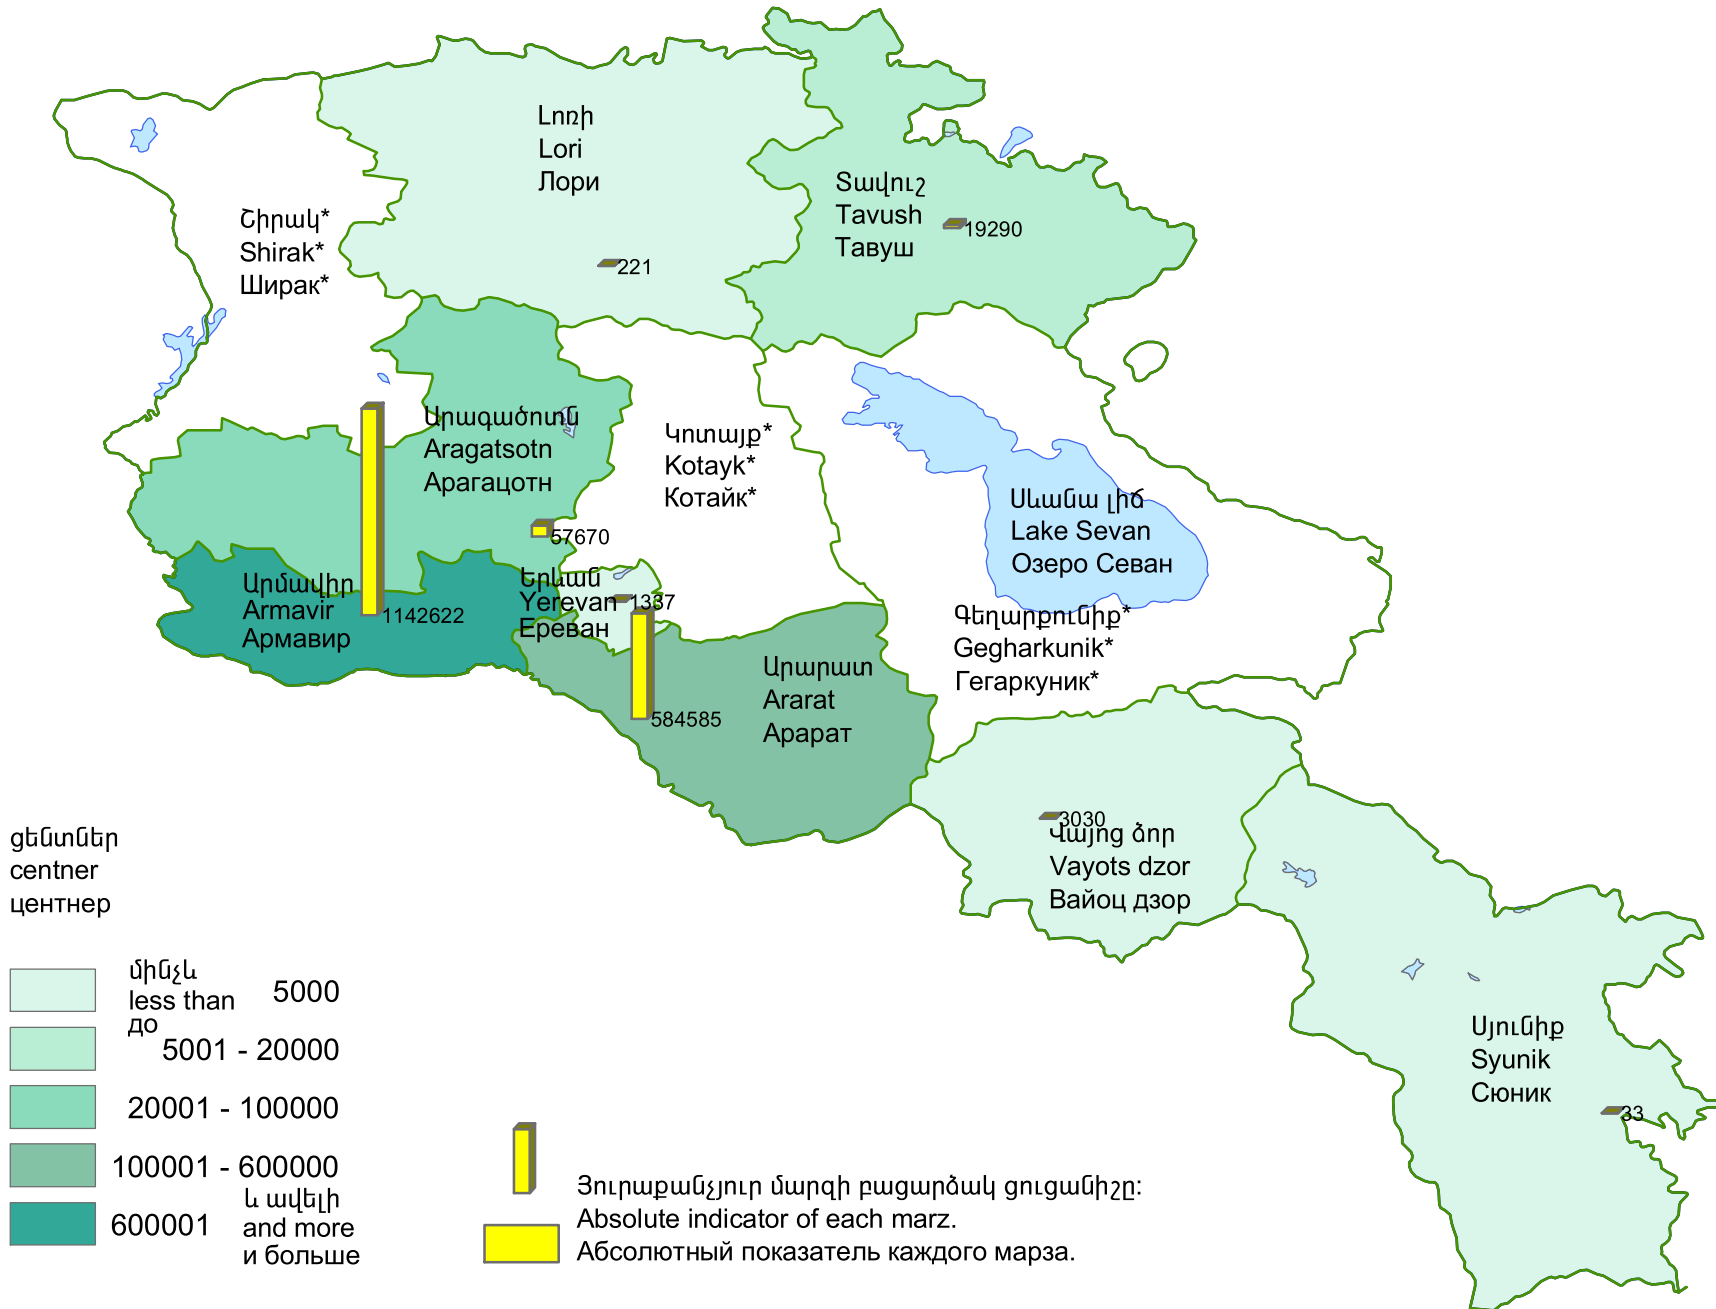 Լոռի
Lori
Лори
221
Տավուշ
Tavush
Тавуш
19290
Շիրակ*
Shirak*
Ширак*
Արագածոտն
Aragatsotn
Арагацотн
57670
Կոտայք*
Kotayk*
Котайк*
Սևանա լիճ
Lake Sevan
Озеро Севан
Արմավիր
Armavir
Армавир
1142622
Երևան
Yerevan
Ереван
1337
Գեղարքունիք*
Gegharkunik*
Гегаркуник*
Արարատ
Ararat
Арарат
584585
3030
Վայոց ձոր
Vayots dzor
Вайоц дзор
Սյունիք
Syunik
Сюник
33
ցենտներ
centner
центнер
մինչև
less than 5000
до
5001 - 20000
20001 - 100000
100001 - 600000
600001
և ավելի
and more
и больше
Յուրաքանչյուր մարզի բացարձակ ցուցանիշը:
Absolute indicator of each marz.
Абсолютный показатель каждого марза.